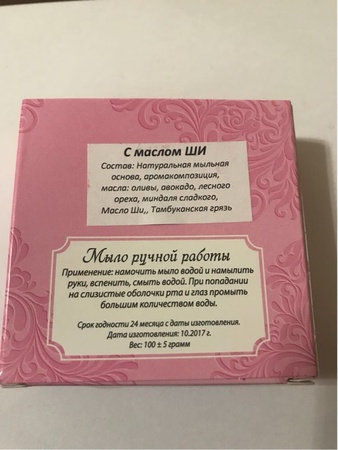 С маслом ШИ
Состав: Натуральная мыльная
основа, аромакомпозиция,
масла: оливы, авокадо, лесного
ореха, миндаля сладкого,
Масло Ши,, Тамбуканская грязь
Мыло ручной работы
Применение: намочить мыло водой и намылить
руки, вспенить, смыть водой. При попадании
на слизистые оболочки рта и глаз промыть
большим количеством воды.
Срок годности 24 месяца с даты изготовления.
Дата изготовления: 10.2017 г.
Вес: 100 ± 5 грамм